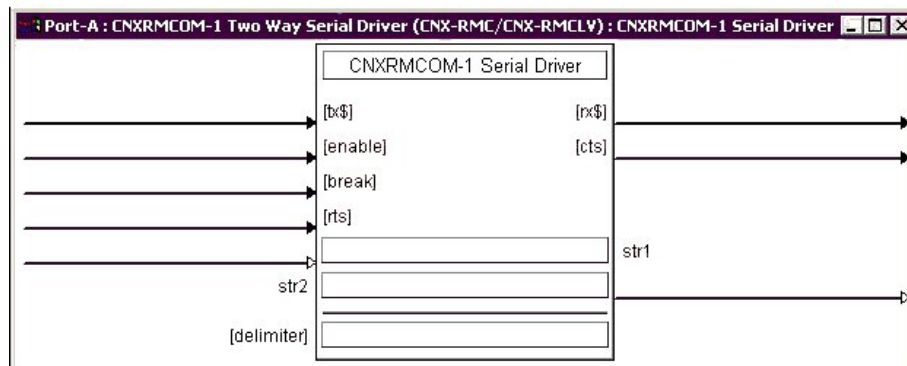 Port-A : CNXRMCOM-1 Two Way Serial Driver (CNX-RMC/CNX-RMCLV) : CNXRMCOM-1 Serial Driver
CNXRMCOM-1 Serial Driver
[tx$] [rx$]
[enable] [cts]
[break]
[rts]
str1
str2
[delimiter]